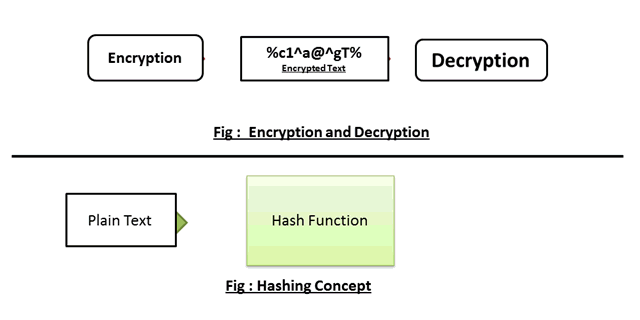 Encryption
%c1^a@^gT%
Encrypted Text
Decryption
Fig : Encryption and Decryption
Plain Text
Hash Function
Fig : Hashing Concept